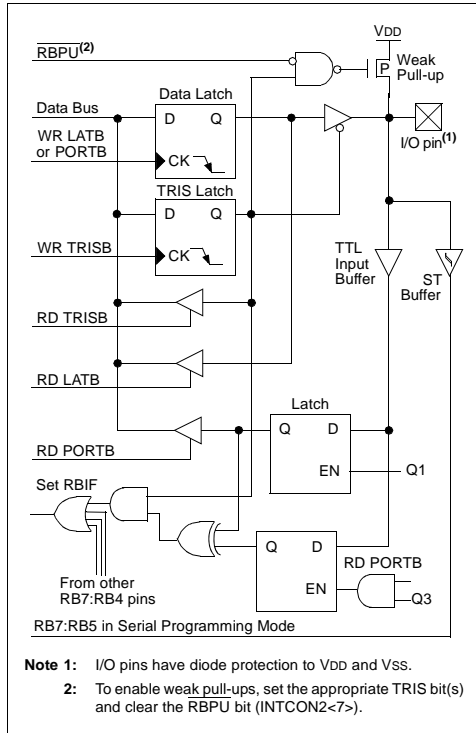 VDD
RBPU(2)
Weak
Pull-up
P
Data Bus
Data Latch
D Q
WR LATB
or PORTB
CK
I/O pin(1)
TRIS Latch
D Q
WR TRISB
CK
TTL
Input
Buffer
ST
Buffer
RD TRISB
RD LATB
Latch
Q D
RD PORTB
EN
Q1
Set RBIF
Q D
RD PORTB
EN
Q3
From other
RB7:RB4 pins
RB7:RB5 in Serial Programming Mode
Note 1: I/O pins have diode protection to VDD and VSS.
2: To enable weak pull-ups, set the appropriate TRIS bit(s)
and clear the RBPU bit (INTCON2<7>).